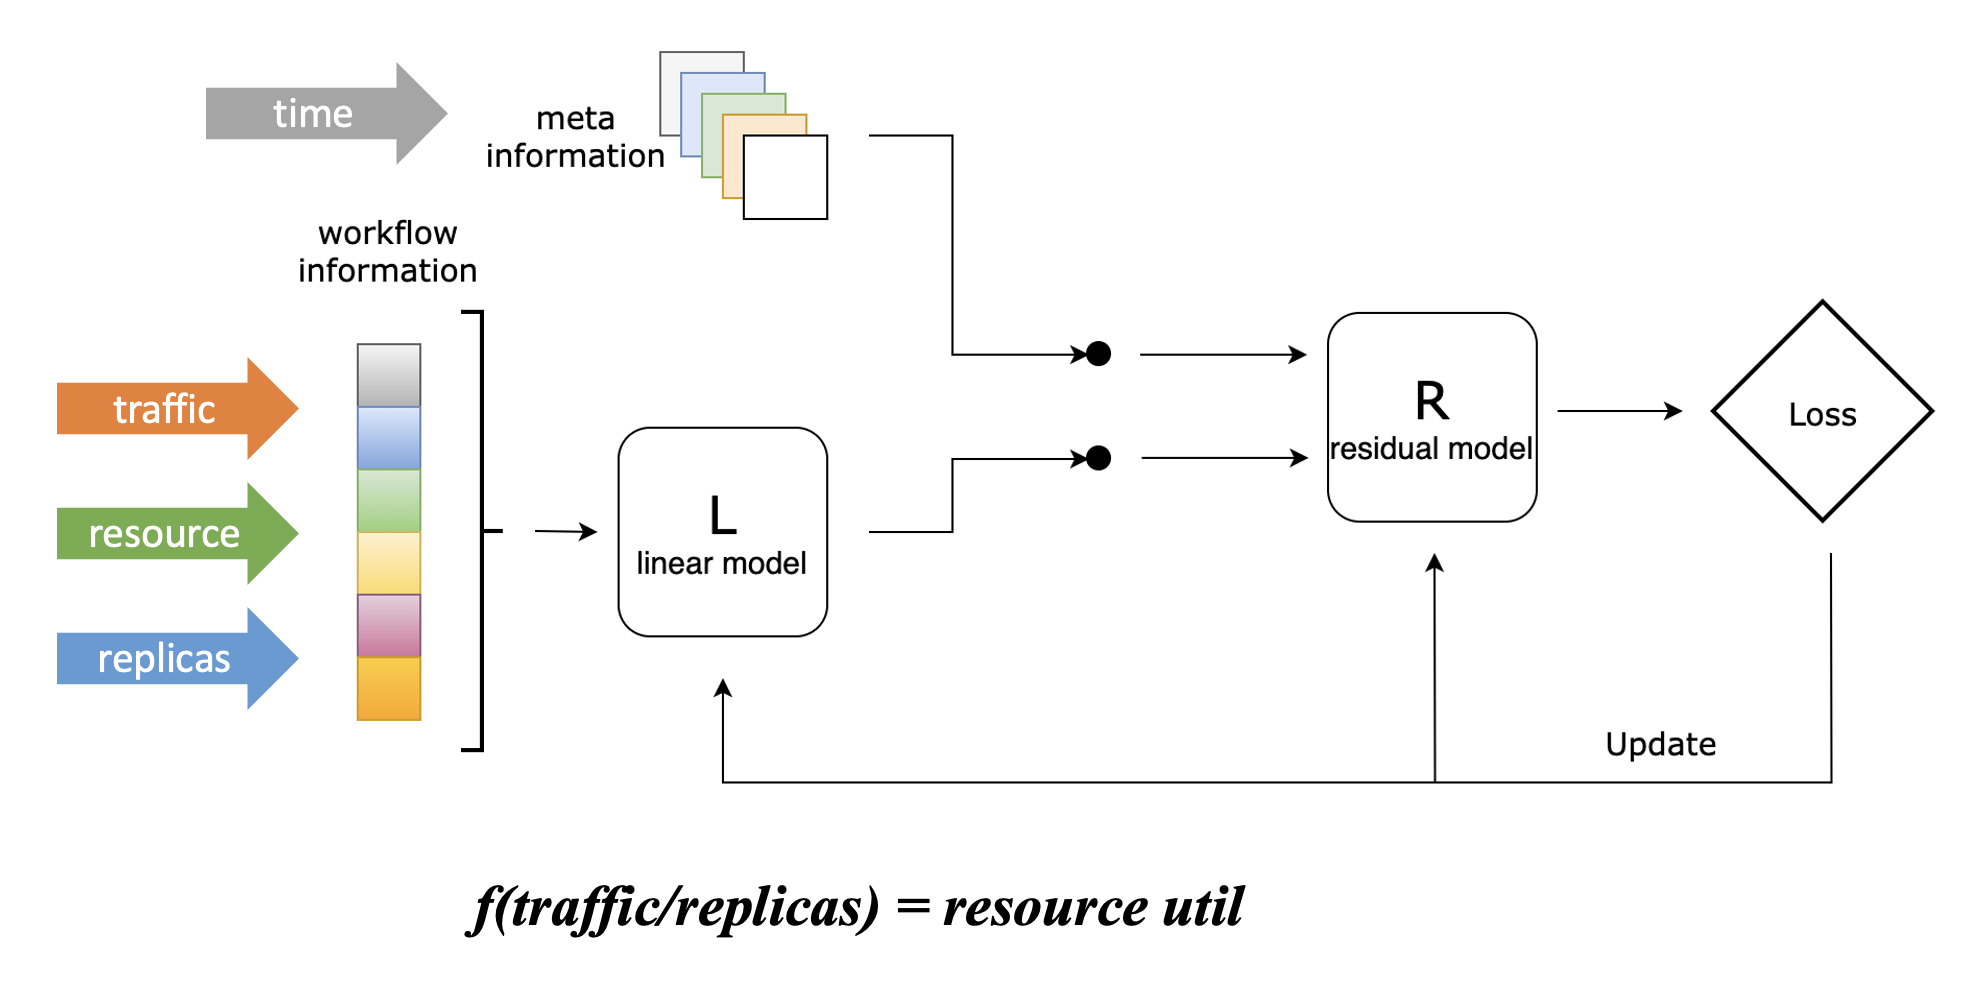 time
meta
information
workflow
information
traffic
resource
replicas
L
linear model
R
residual model
Loss
Update
f(traffic/replicas) = resource util